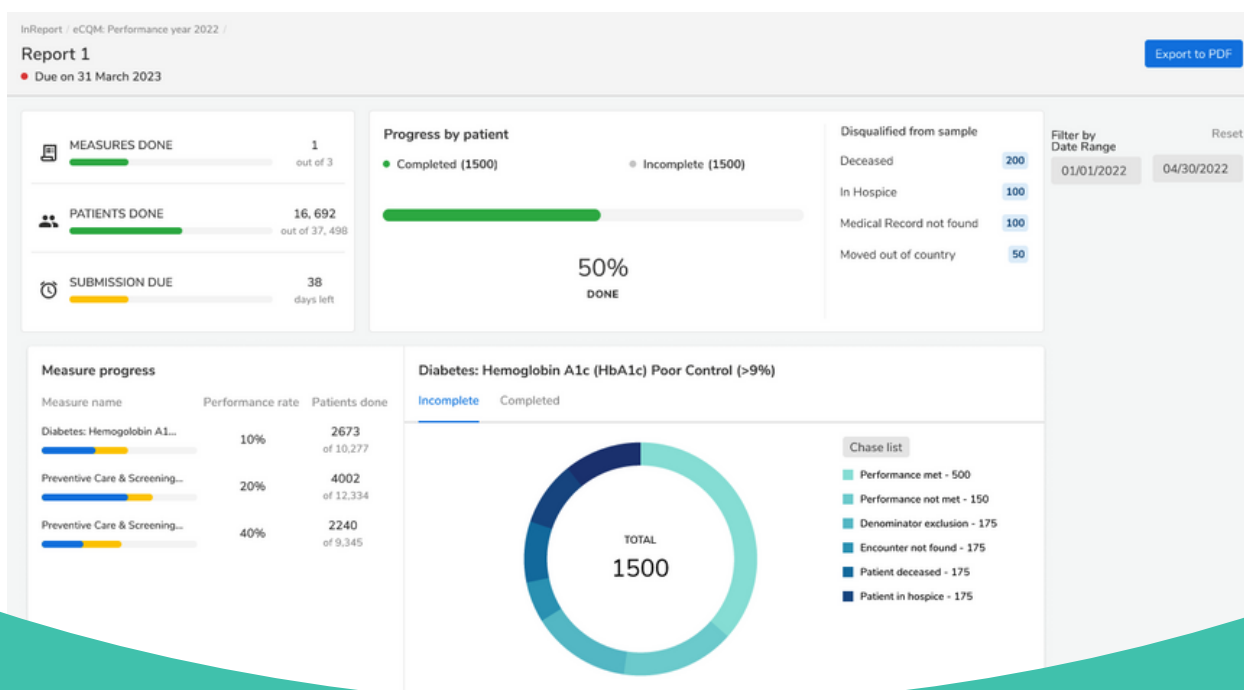 InReport / eCQM: Performance year 2022 /
Report 1
Due on 31 March 2023
Export to PDF
MEASURES DONE
1
out of 3
PATIENTS DONE
16, 692
out of 37, 498
SUBMISSION DUE
38
days left
Progress by patient
Completed (1500)
Incomplete (1500)
50%
DONE
Disqualified from sample
Deceased 200
In Hospice 100
Medical Record not found 100
Moved out of country 50
Filter by
Date Range
Reset
01/01/2022
04/30/2022
Measure progress
Measure name Performance rate Patients done
Diabetes: Hemogolobin A1...
10%
2673
of 10,277
Preventive Care & Screening...
20%
4002
of 12,334
Preventive Care & Screening...
40%
2240
of 9,345
Diabetes: Hemoglobin A1c (HbA1c) Poor Control (>9%)
Incomplete Completed
TOTAL
1500
Chase list
Performance met - 500
Performance not met - 150
Denominator exclusion - 175
Encounter not found - 175
Patient deceased - 175
Patient in hospice - 175